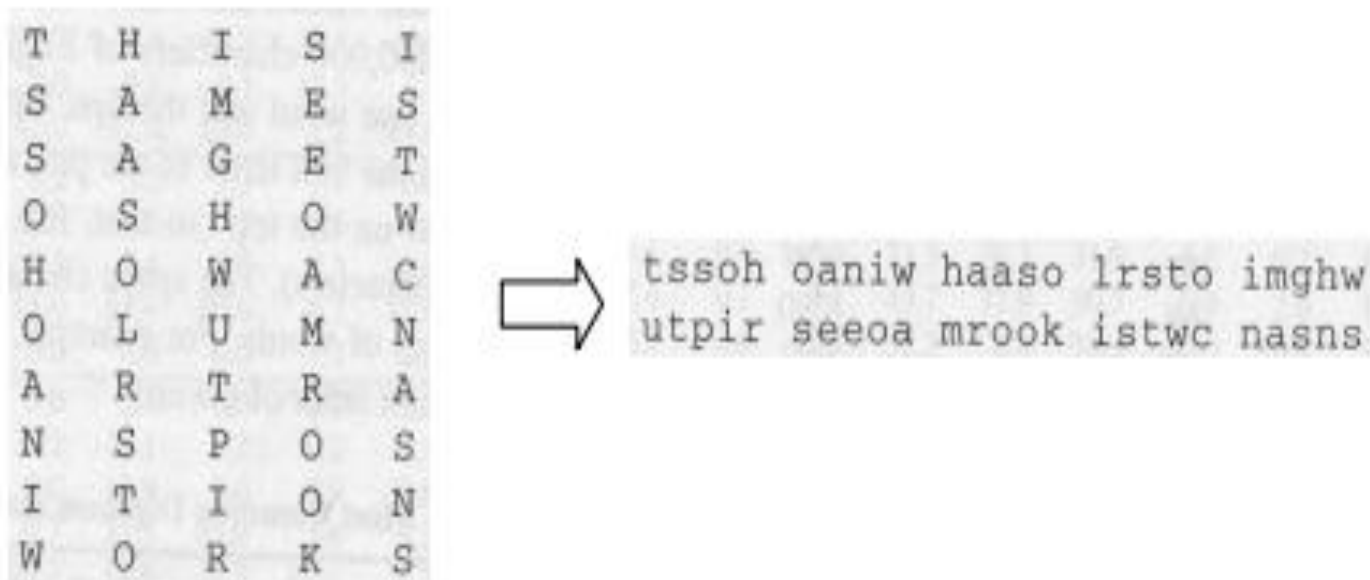 T H I S I
S A M E S
S A G E T
O S H O W
H O W A C
O L U M N
A R T R A
N S P O S
I T I O N
W O R K S
tssoh oaniw haaso lrsto imghw
utpir seeoa mrook istwc nasns